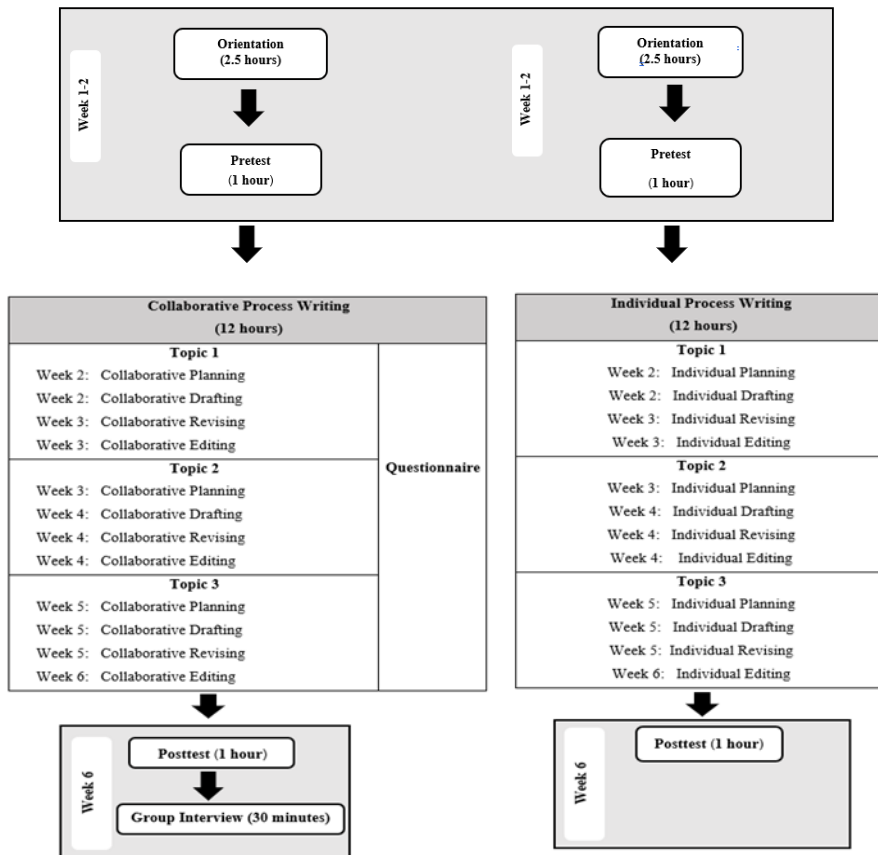 Week 1-2
Orientation
(2.5 hours)
Pretest
(1 hour)
Week 1-2
Orientation
(2.5 hours)
Pretest
(1 hour)
Collaborative Process Writing
(12 hours)
Topic 1
Week 2: Collaborative Planning
Week 2: Collaborative Drafting
Week 3: Collaborative Revising
Week 3: Collaborative Editing
Topic 2
Week 3: Collaborative Planning
Week 4: Collaborative Drafting
Week 4: Collaborative Revising
Week 4: Collaborative Editing
Topic 3
Week 5: Collaborative Planning
Week 5: Collaborative Drafting
Week 5: Collaborative Revising
Week 6: Collaborative Editing
Questionnaire
Individual Process Writing
(12 hours)
Topic 1
Week 2: Individual Planning
Week 2: Individual Drafting
Week 3: Individual Revising
Week 3: Individual Editing
Topic 2
Week 3: Individual Planning
Week 4: Individual Drafting
Week 4: Individual Revising
Week 4: Individual Editing
Topic 3
Week 5: Individual Planning
Week 5: Individual Drafting
Week 5: Individual Revising
Week 6: Individual Editing
Week 6
Posttest (1 hour)
Group Interview (30 minutes)
Week 6
Posttest (1 hour)